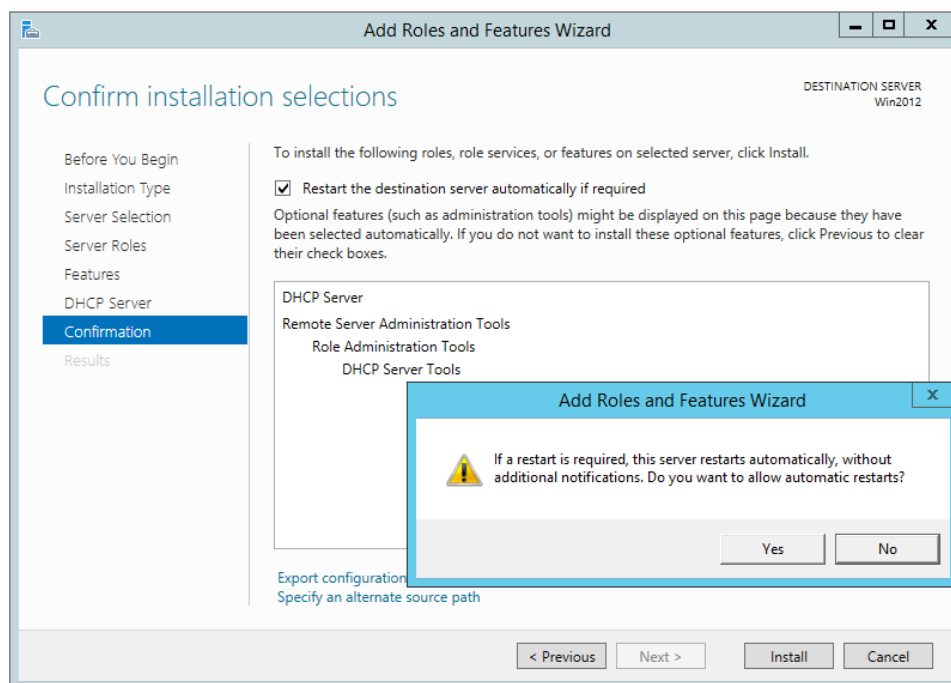 Add Roles and Features Wizard
Confirm installation selections
DESTINATION SERVER
Win2012
Before You Begin
Installation Type
Server Selection
Server Roles
Features
DHCP Server
Confirmation
Results
To install the following roles, role services, or features on selected server, click Install.
Restart the destination server automatically if required
Optional features (such as administration tools) might be displayed on this page because they have
been selected automatically. If you do not want to install these optional features, click Previous to clear
their check boxes.
DHCP Server
Remote Server Administration Tools
Role Administration Tools
DHCP Server Tools
Add Roles and Features Wizard
If a restart is required, this server restarts automatically, without
additional notifications. Do you want to allow automatic restarts?
Yes
No
Export configuration
Specify an alternate source path
< Previous
Next >
Install
Cancel